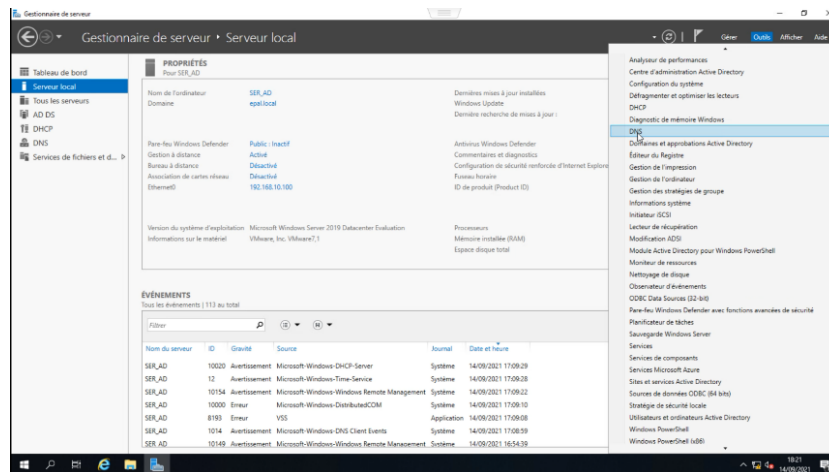 Gestionnaire de serveur
Gestionnaire de serveur • Serveur local
Gérer Outils Afficher Aide
Tableau de bord
Serveur local
Tous les serveurs
AD DS
DHCP
DNS
Services de fichiers et d...
PROPRIÉTÉS
Pour SER_AD
Nom de l'ordinateur SER_AD
Domaine epal.local
Dernières mises à jour installées
Windows Update
Dernière recherche de mises à jour :
Pare-feu Windows Defender Public : Inactif
Gestion à distance Activé
Bureau à distance Désactivé
Association de cartes réseau Désactivé
Ethernet0 192.168.10.100
Antivirus Windows Defender
Commentaires et diagnostics
Configuration de sécurité renforcée d'Internet Explore
Fuseau horaire
ID de produit (Product ID)
Version du système d'exploitation Microsoft Windows Server 2019 Datacenter Evaluation
Informations sur le matériel VMware, Inc. VMware7,1
Processeurs
Mémoire installée (RAM)
Espace disque total
ÉVÉNEMENTS
Tous les événements | 113 au total
Filtrer
Nom du serveur ID Gravité Source Journal Date et heure
SER_AD 10020 Avertissement Microsoft-Windows-DHCP-Server Système 14/09/2021 17:09:29
SER_AD 12 Avertissement Microsoft-Windows-Time-Service Système 14/09/2021 17:09:28
SER_AD 10154 Avertissement Microsoft-Windows-Windows Remote Management Système 14/09/2021 17:09:22
SER_AD 10000 Erreur Microsoft-Windows-DistributedCOM Système 14/09/2021 17:09:10
SER_AD 8193 Erreur VSS Application 14/09/2021 17:09:08
SER_AD 1014 Avertissement Microsoft-Windows-DNS Client Events Système 14/09/2021 17:08:59
SER_AD 10149 Avertissement Microsoft-Windows-Windows Remote Management Système 14/09/2021 16:54:39
Analyseur de performances
Centre d'administration Active Directory
Configuration du système
Défragmenter et optimiser les lecteurs
DHCP
Diagnostic de mémoire Windows
DNS
Domaines et approbations Active Directory
Éditeur du Registre
Gestion de l'impression
Gestion de l'ordinateur
Gestion des stratégies de groupe
Informations système
Initiateur iSCSI
Lecteur de récupération
Modification ADSI
Module Active Directory pour Windows PowerShell
Moniteur de ressources
Nettoyage de disque
Observateur d'événements
ODBC Data Sources (32-bit)
Pare-feu Windows Defender avec fonctions avancées de sécurité
Planificateur de tâches
Sauvegarde Windows Server
Services
Services de composants
Services Microsoft Azure
Sites et services Active Directory
Sources de données ODBC (64 bits)
Stratégie de sécurité locale
Utilisateurs et ordinateurs Active Directory
Windows PowerShell
Windows PowerShell (x86)
18:21
14/09/2021